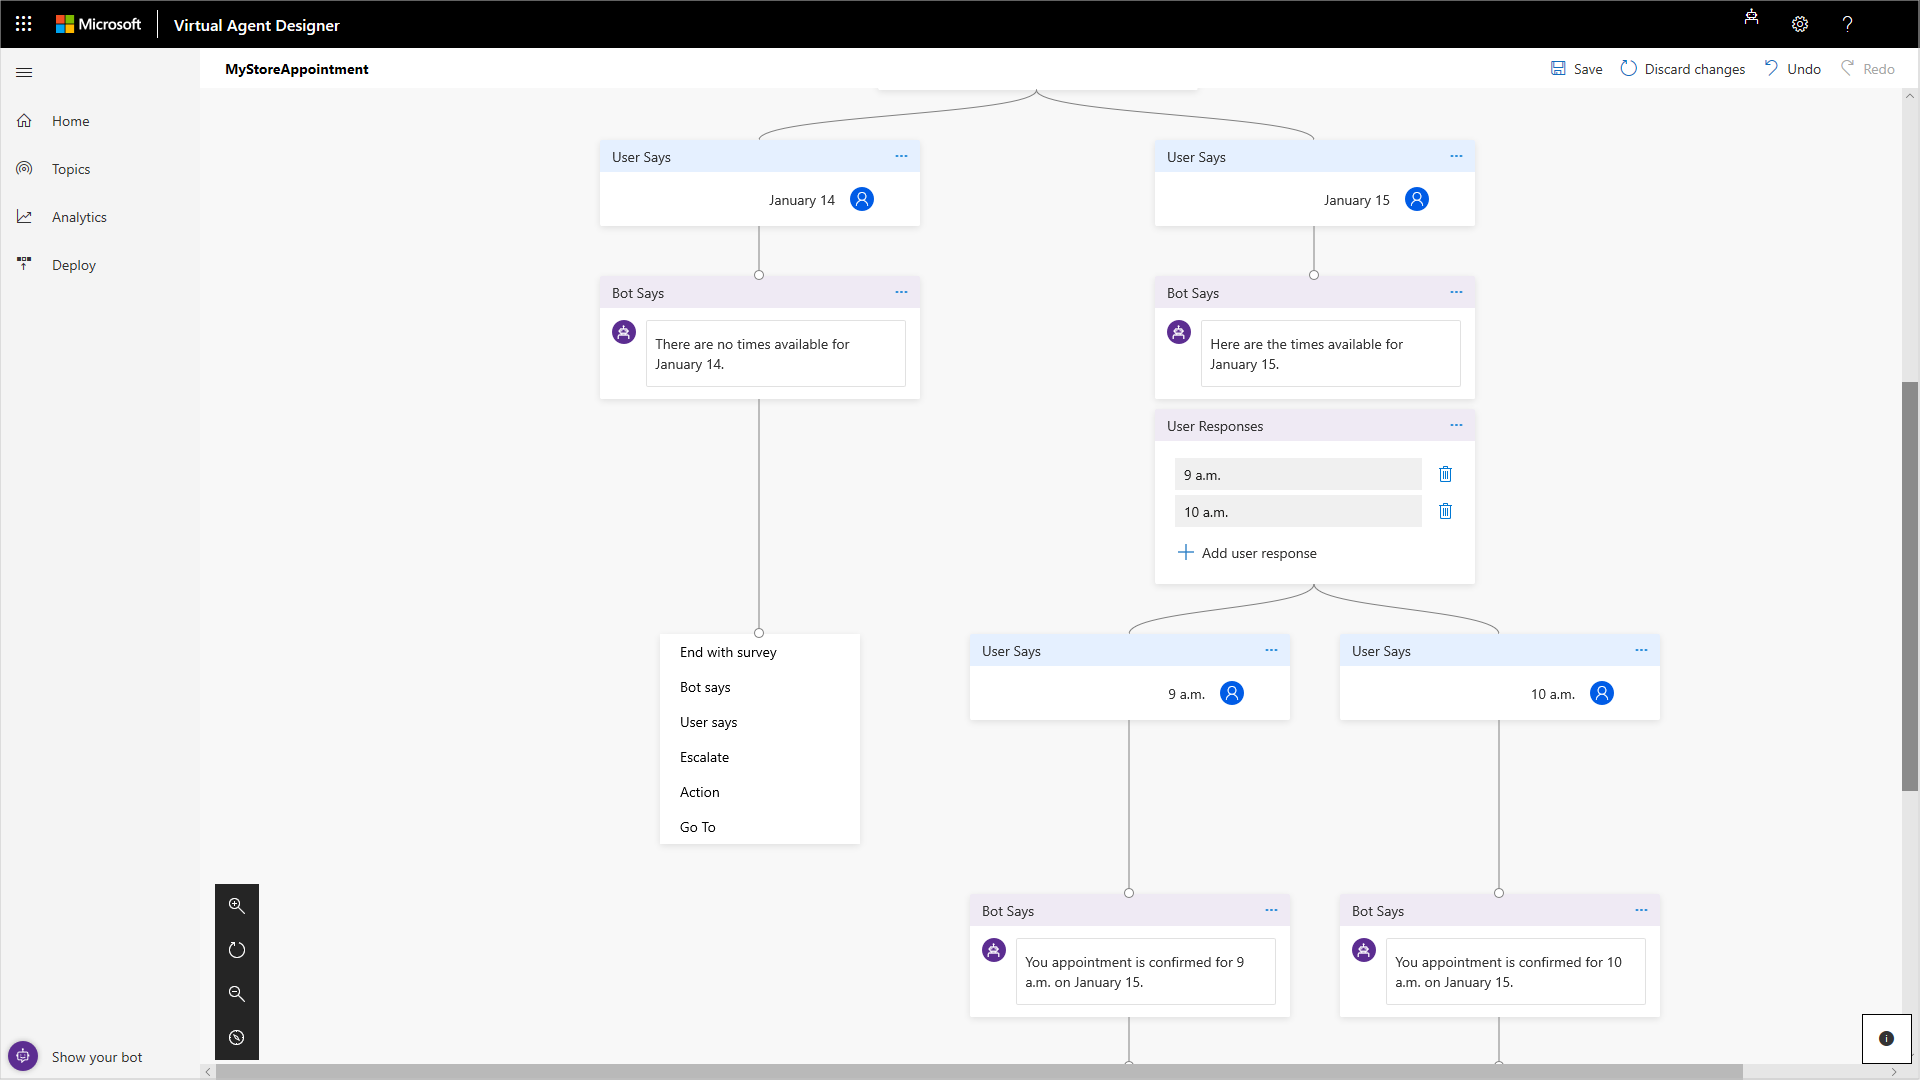 Microsoft
Virtual Agent Designer
MyStoreAppointment
Save
Discard changes
Undo
Redo
Home
Topics
Analytics
Deploy
Show your bot
User Says
January 14
Bot Says
There are no times available for
January 14.
End with survey
Bot says
User says
Escalate
Action
Go To
User Says
January 15
Bot Says
Here are the times available for
January 15.
User Responses
9 a.m.
10 a.m.
Add user response
User Says
9 a.m.
Bot Says
You appointment is confirmed for 9
a.m. on January 15.
User Says
10 a.m.
Bot Says
You appointment is confirmed for 10
a.m. on January 15.